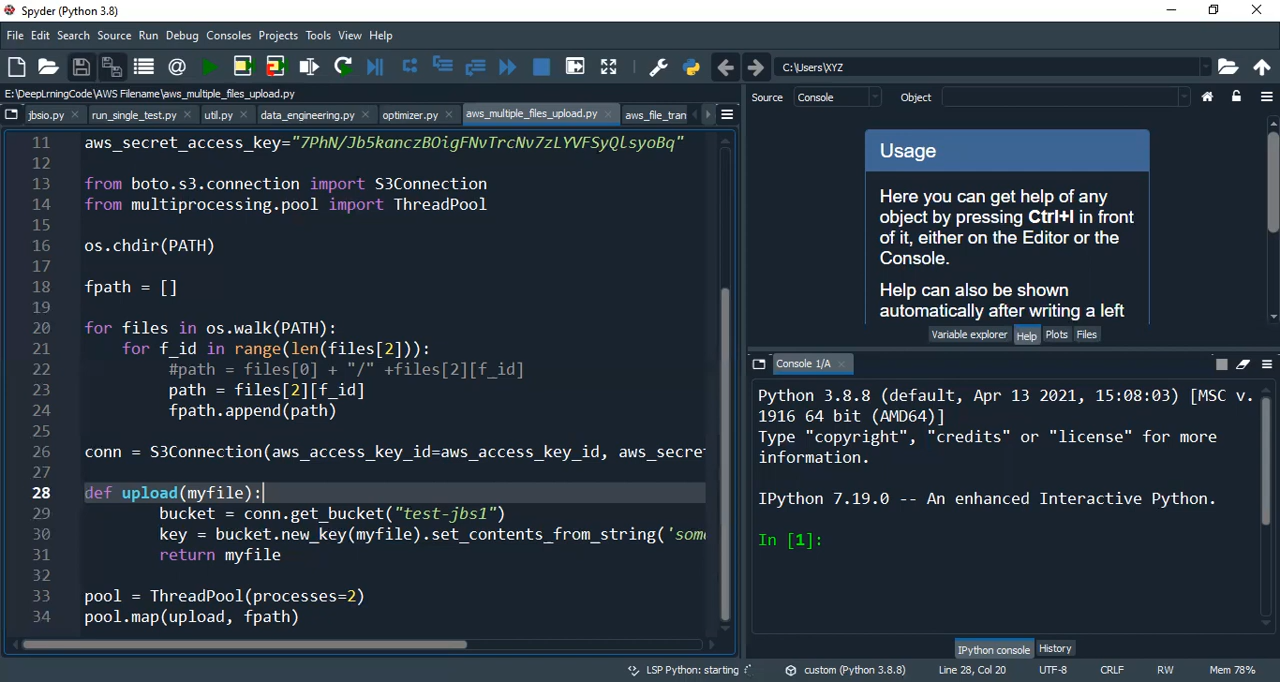 Spyder (Python 3.8)
File Edit Search Source Run Debug Consoles Projects Tools View Help
C:\Users\XYZ
E:\DeepLrningCode\AWS Filename\aws_multiple_files_upload.py
jbsio.py run_single_test.py util.py data_engineering.py optimizer.py aws_multiple_files_upload.py aws_file_tran
Source Console Object
11 aws_secret_access_key="7PhN/Jb5kanczBOigFNvTrcNv7zLYVFSyQlsyoBq"
12
13 from boto.s3.connection import S3Connection
14 from multiprocessing.pool import ThreadPool
15
16 os.chdir(PATH)
17
18 fpath = []
19
20 for files in os.walk(PATH):
21 for f_id in range(len(files[2])):
22 #path = files[0] + "/" +files[2][f_id]
23 path = files[2][f_id]
24 fpath.append(path)
25
26 conn = S3Connection(aws_access_key_id=aws_access_key_id, aws_secret
27
28 def upload(myfile):
29 bucket = conn.get_bucket("test-jbs1")
30 key = bucket.new_key(myfile).set_contents_from_string('some
31 return myfile
32
33 pool = ThreadPool(processes=2)
34 pool.map(upload, fpath)
Usage
Here you can get help of any
object by pressing Ctrl+I in front
of it, either on the Editor or the
Console.
Help can also be shown
automatically after writing a left
Variable explorer Help Plots Files
Console 1/A
Python 3.8.8 (default, Apr 13 2021, 15:08:03) [MSC v.
1916 64 bit (AMD64)]
Type "copyright", "credits" or "license" for more
information.
IPython 7.19.0 -- An enhanced Interactive Python.
In [1]:
IPython console History
LSP Python: starting custom (Python 3.8.8) Line 28, Col 20 UTF-8 CRLF RW Mem 78%